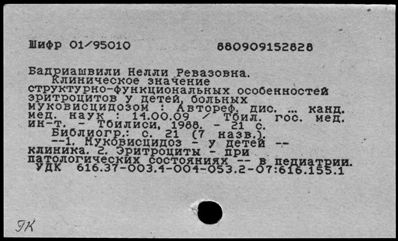 Шифр 01/95010 880909152828
Бадриашвили Нелли Ревазовна.
Клиническое значение
структурно-функциональных особенностей
эритроцитов у детей, больных
муковисцидозом : Автореф. дис. ... канд.
мед. наук : 14.00.09 / Тбил. гос. мед.
ин-т. - Тбилиси, 1988. - 21 с.
Библиогр.: с. 21 (7 назв.).
--1. Муковисцидоз - у детей --
клиника. 2. Эритроциты - при
патологических состояниях -- в педиатрии.
УДК 616.37-003.4-004-053.2-07:616.155.1
ГК